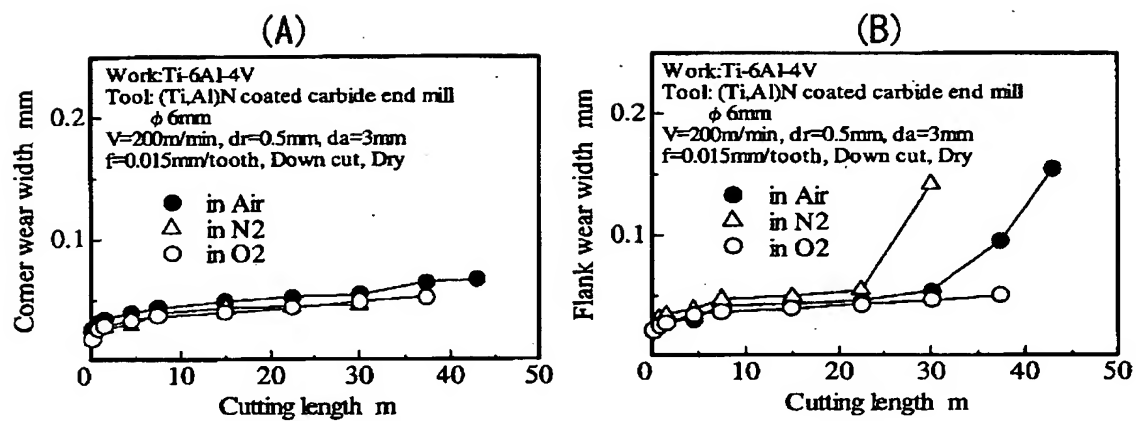 (A)
Work:Ti-6Al-4V
Tool: (Ti,Al)N coated carbide end mill
ϕ 6mm
V=200m/min, dr=0.5mm, da=3mm
f=0.015mm/tooth, Down cut, Dry
in Air
in N2
in O2
Corner wear width mm
0.2
0.1
0 10 20 30 40 50
Cutting length m
(B)
Work:Ti-6Al-4V
Tool: (Ti,Al)N coated carbide end mill
ϕ 6mm
V=200m/min, dr=0.5mm, da=3mm
f=0.015mm/tooth, Down cut, Dry
in Air
in N2
in O2
Flank wear width mm
0.2
0.1
0 10 20 30 40 50
Cutting length m